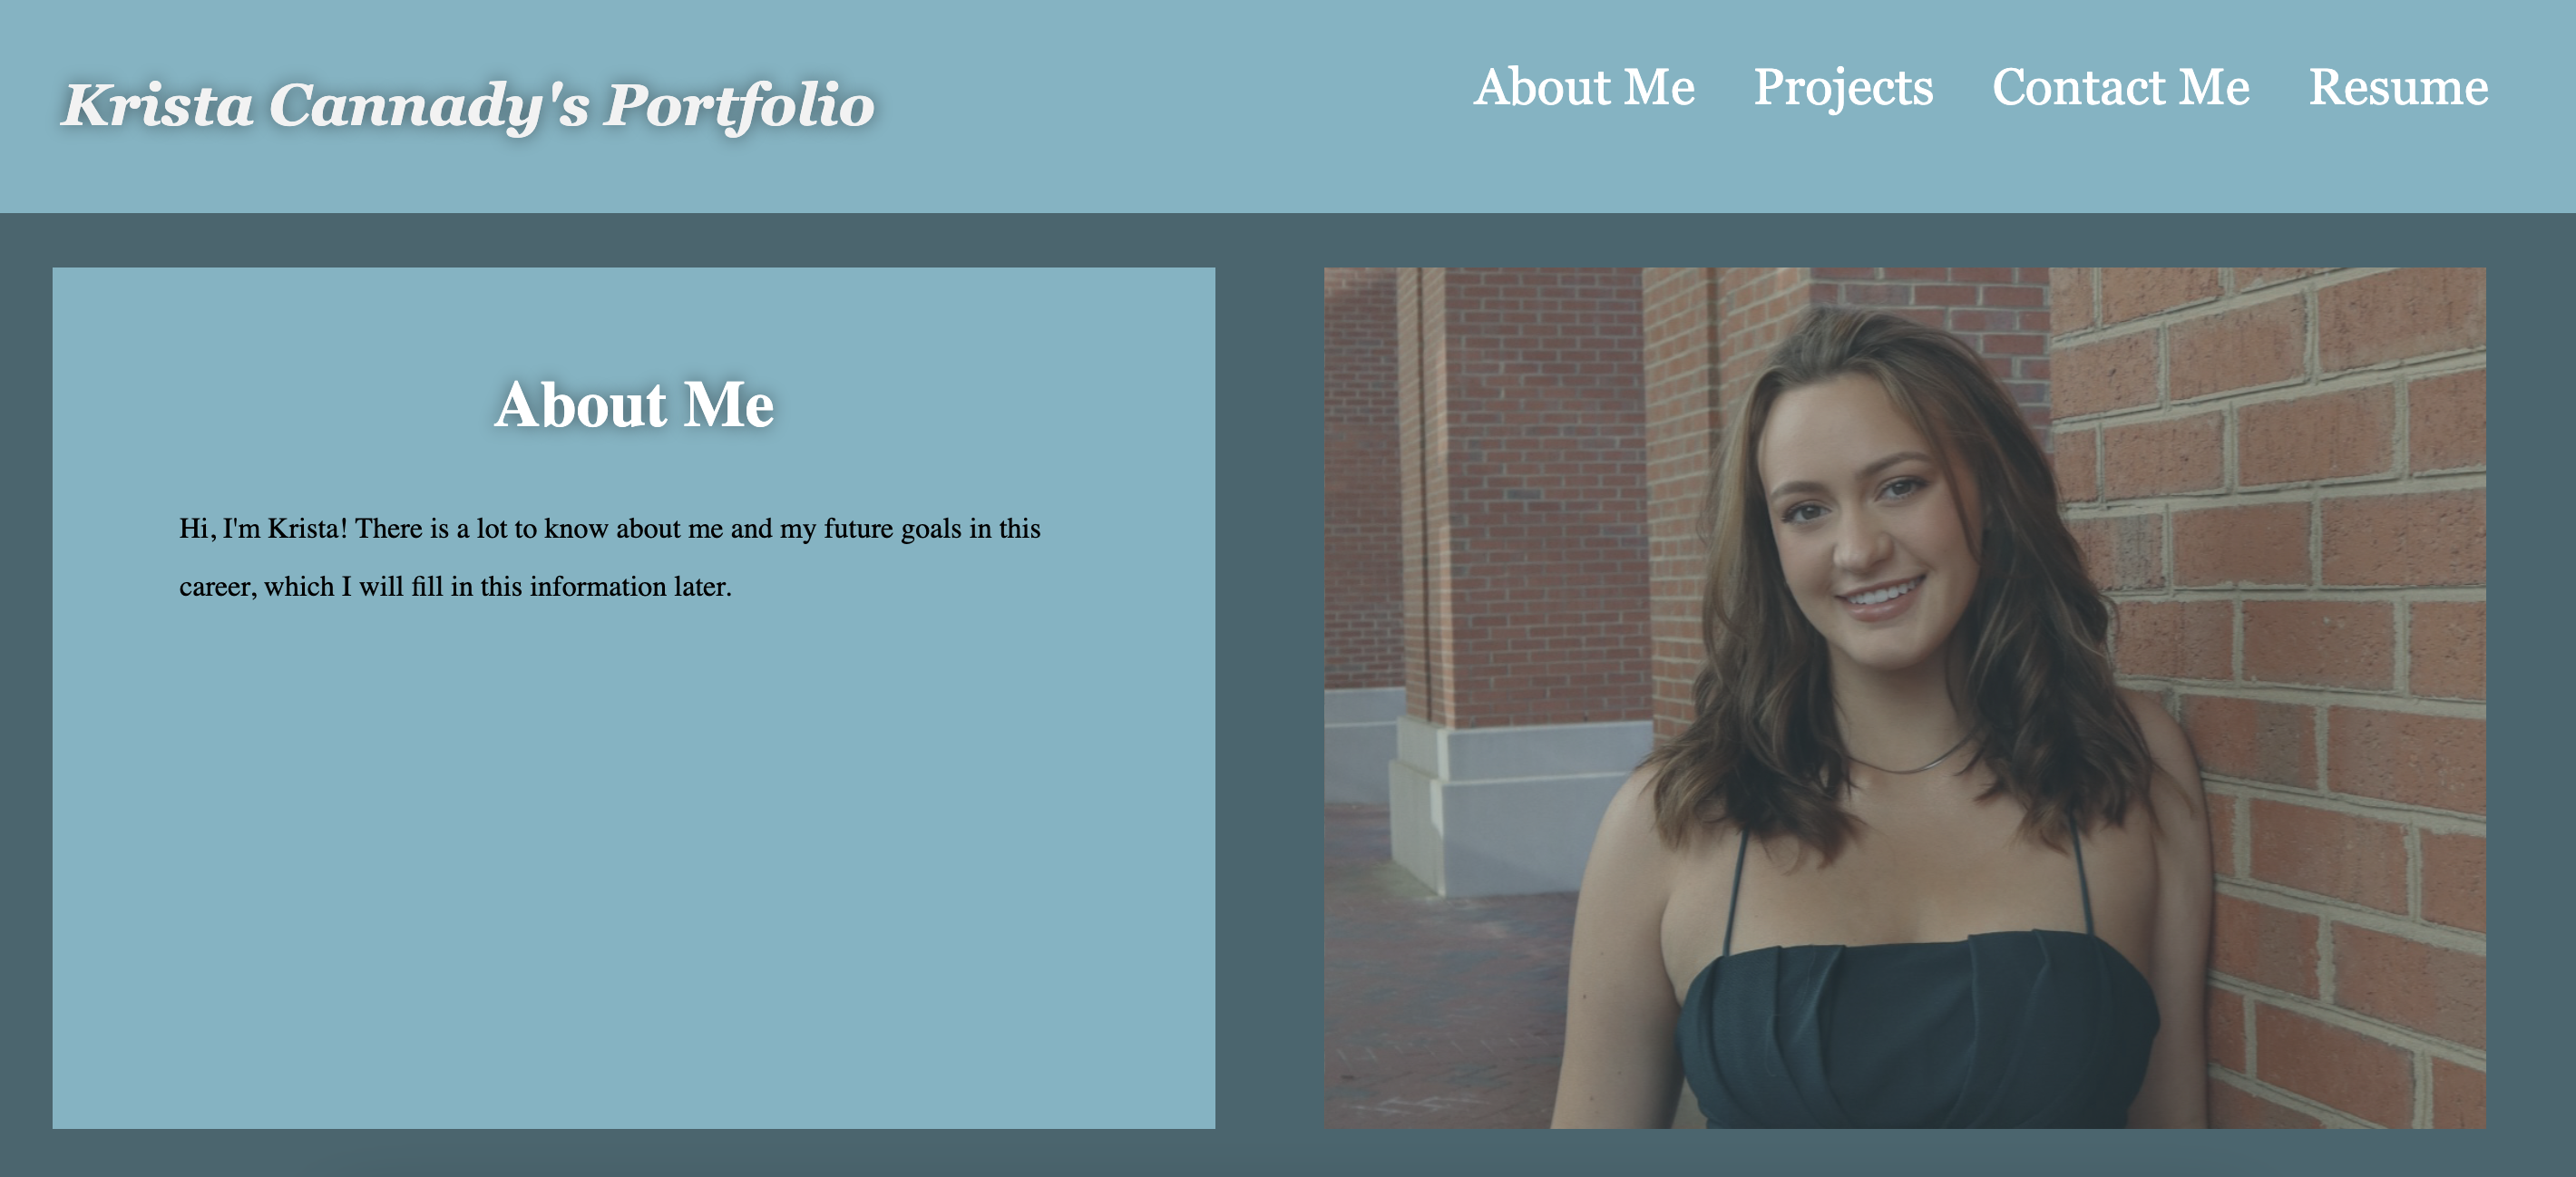 Krista Cannady's Portfolio
About Me
Projects
Contact Me
Resume
About Me
Hi, I'm Krista! There is a lot to know about me and my future goals in this
career, which I will fill in this information later.